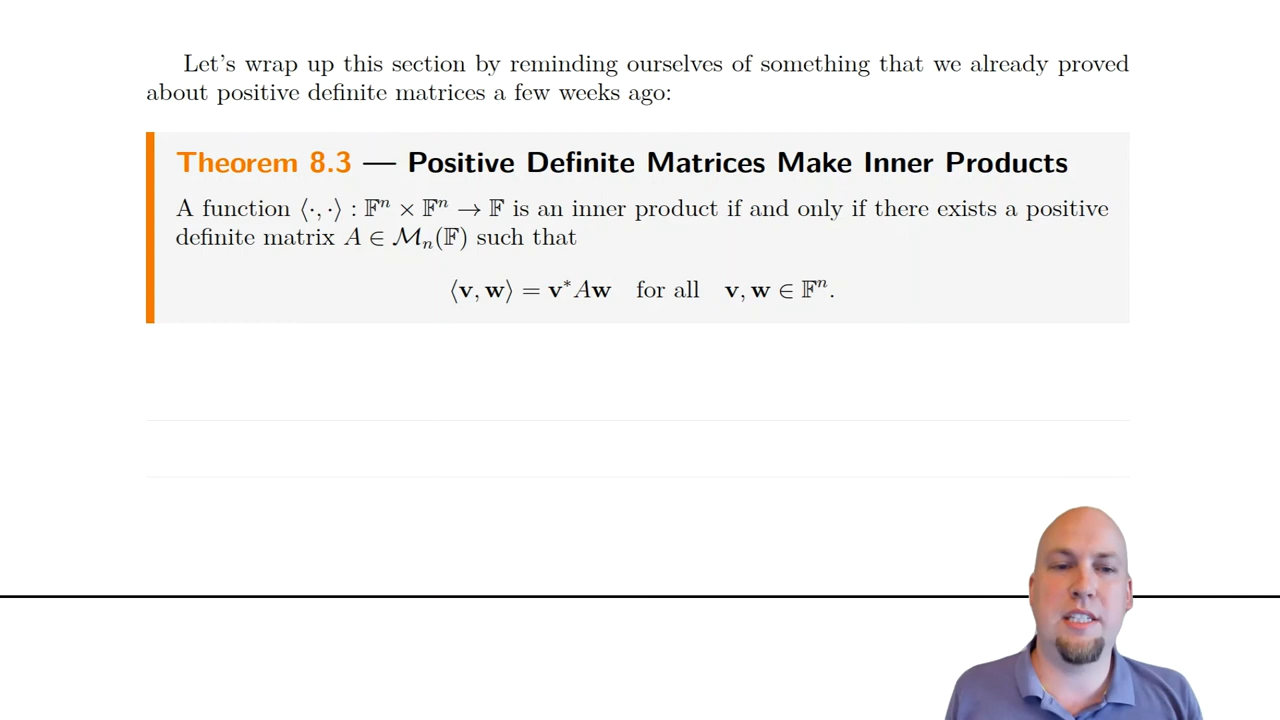 Let's wrap up this section by reminding ourselves of something that we already proved
about positive definite matrices a few weeks ago:
Theorem 8.3 — Positive Definite Matrices Make Inner Products
A function ⟨·, ·⟩ : 𝔽ⁿ × 𝔽ⁿ → 𝔽 is an inner product if and only if there exists a positive
definite matrix A ∈ ℳₙ(𝔽) such that
⟨v, w⟩ = v*Aw for all v, w ∈ 𝔽ⁿ.